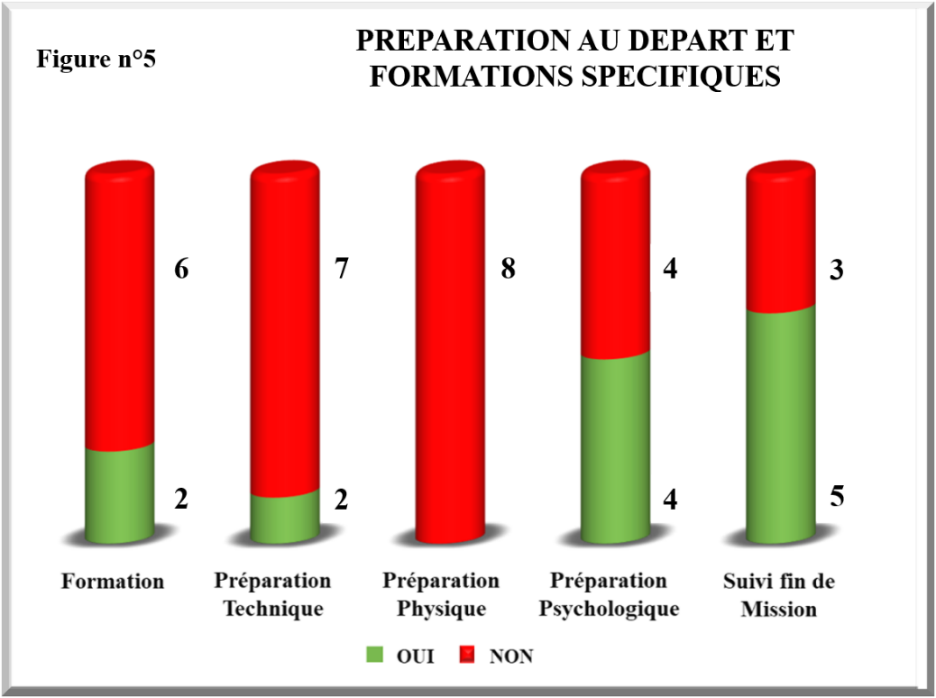 Figure n°5
PREPARATION AU DEPART ET
FORMATIONS SPECIFIQUES
6
7
8
4
3
2
2
4
5
Formation
Préparation
Technique
Préparation
Physique
Préparation
Psychologique
Suivi fin de
Mission
OUI
NON